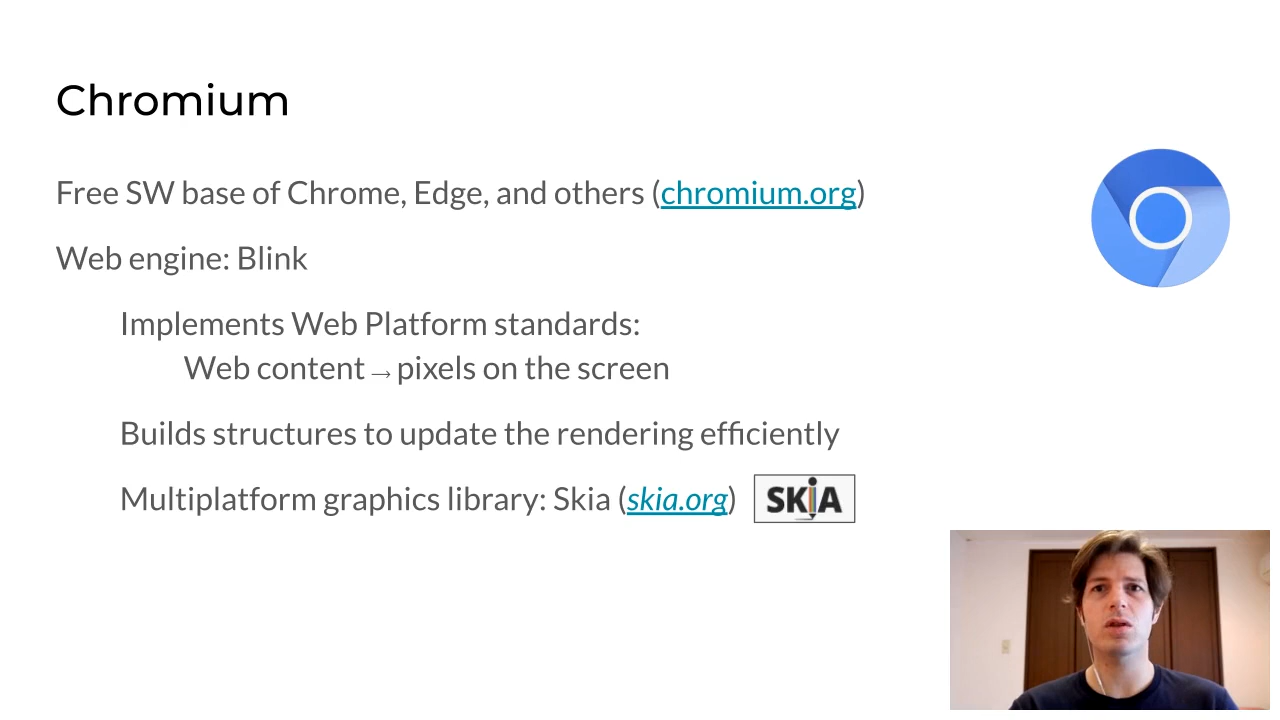 Chromium
Free SW base of Chrome, Edge, and others (chromium.org)
Web engine: Blink
Implements Web Platform standards:
Web content → pixels on the screen
Builds structures to update the rendering efficiently
Multiplatform graphics library: Skia (skia.org)
SKiA